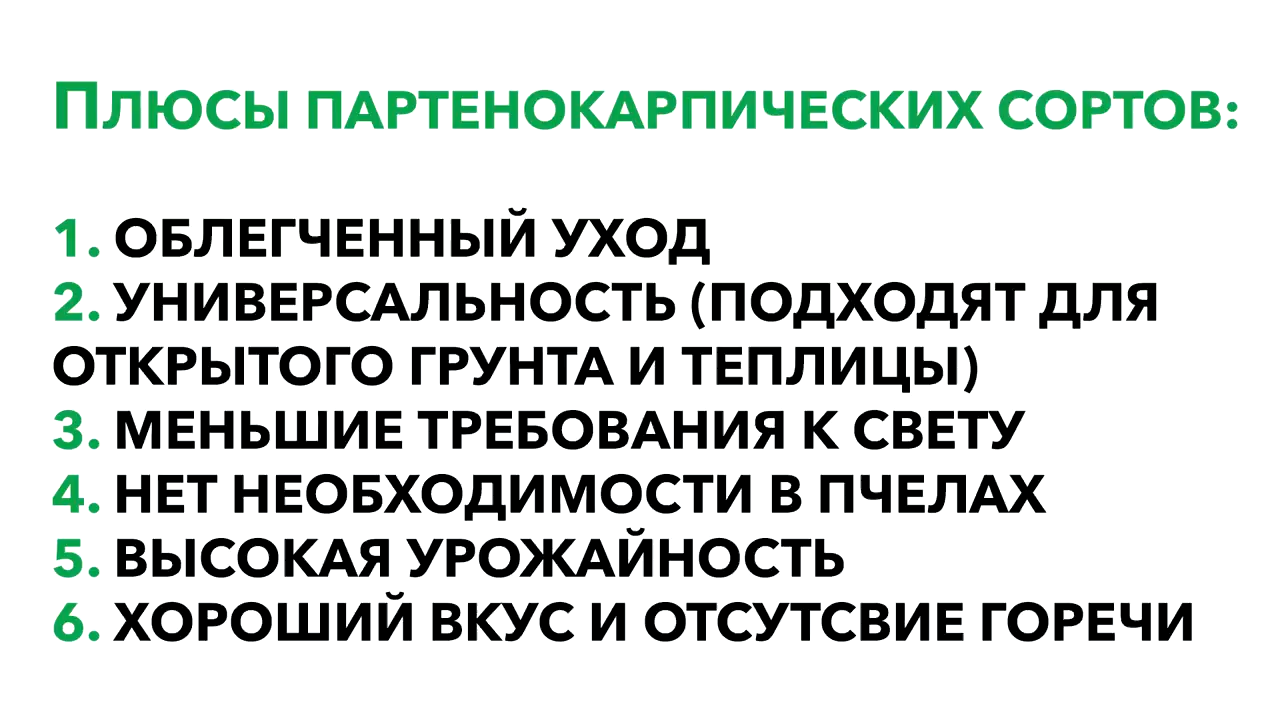 ПЛЮСЫ ПАРТЕНОКАРПИЧЕСКИХ СОРТОВ:
1. ОБЛЕГЧЕННЫЙ УХОД
2. УНИВЕРСАЛЬНОСТЬ (ПОДХОДЯТ ДЛЯ
ОТКРЫТОГО ГРУНТА И ТЕПЛИЦЫ)
3. МЕНЬШИЕ ТРЕБОВАНИЯ К СВЕТУ
4. НЕТ НЕОБХОДИМОСТИ В ПЧЕЛАХ
5. ВЫСОКАЯ УРОЖАЙНОСТЬ
6. ХОРОШИЙ ВКУС И ОТСУТСВИЕ ГОРЕЧИ